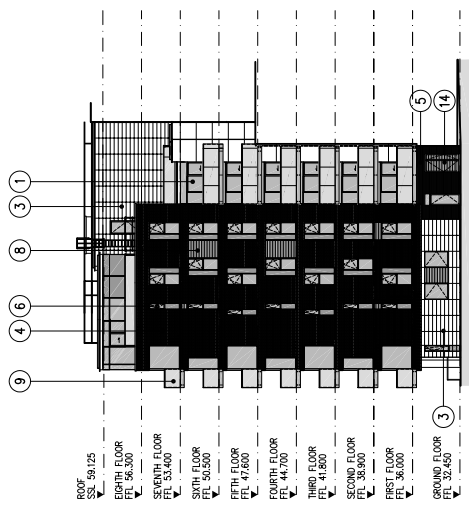 1
3
8
6
4
9
5
14
3
ROOF
SSL 59.125
EIGHTH FLOOR
FFL 56.300
SEVENTH FLOOR
FFL 53.400
SIXTH FLOOR
FFL 50.500
FIFTH FLOOR
FFL 47.600
FOURTH FLOOR
FFL 44.700
THIRD FLOOR
FFL 41.800
SECOND FLOOR
FFL 38.900
FIRST FLOOR
FFL 36.000
GROUND FLOOR
FFL 32.450